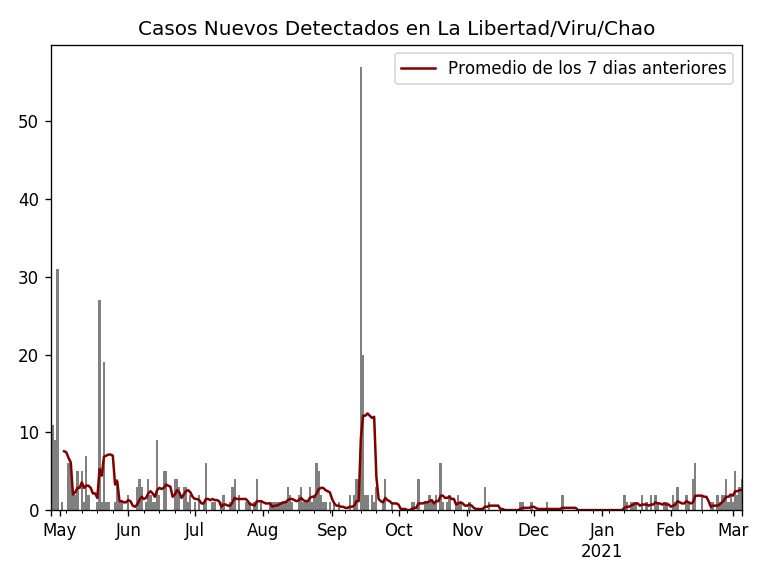 Casos Nuevos Detectados en La Libertad/Viru/Chao
Promedio de los 7 dias anteriores
50
40
30
20
10
0
May Jun Jul Aug Sep Oct Nov Dec Jan Feb Mar
2021